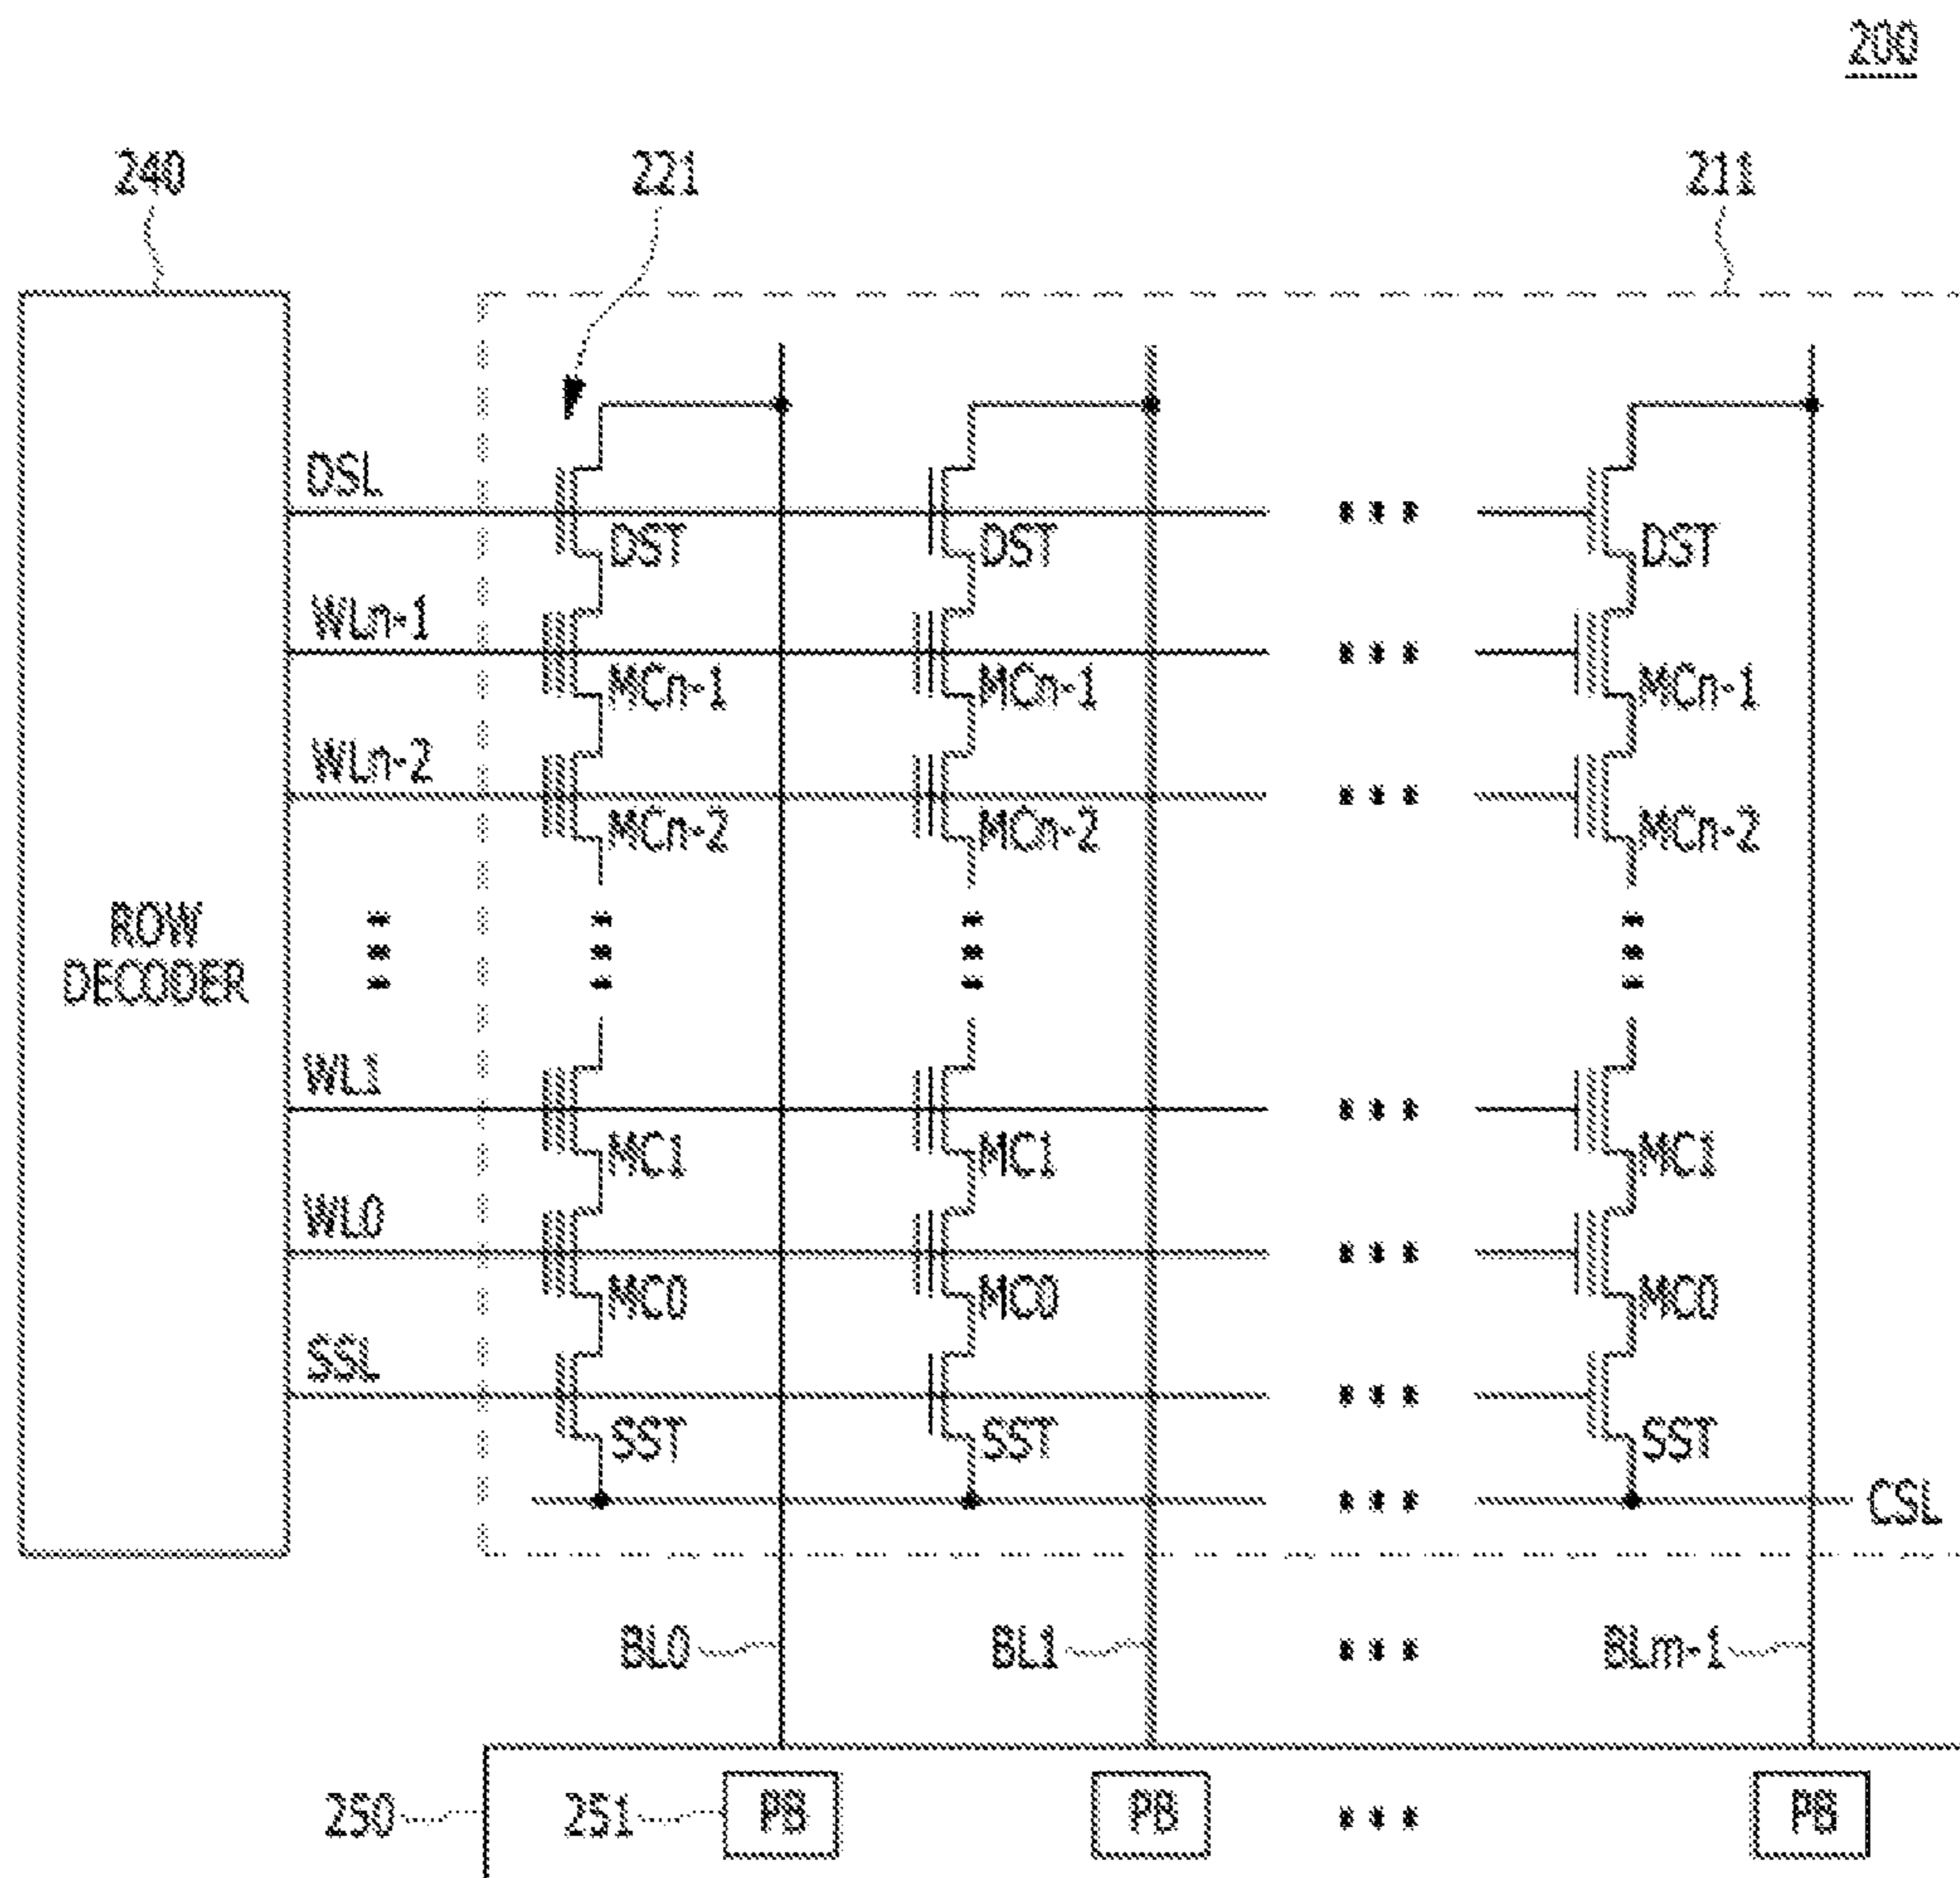 200
240 221 211
DSL
DST DST DST
WLn-1
MCn-1 MCn-1 MCn-1
WLn-2
MCn-2 MCn-2 MCn-2
ROW
DECODER
WL1
MC1 MC1 MC1
WL0
MC0 MC0 MC0
SSL
SST SST SST
CSL
BL0 BL1 BLm-1
250 251 PB PB PB